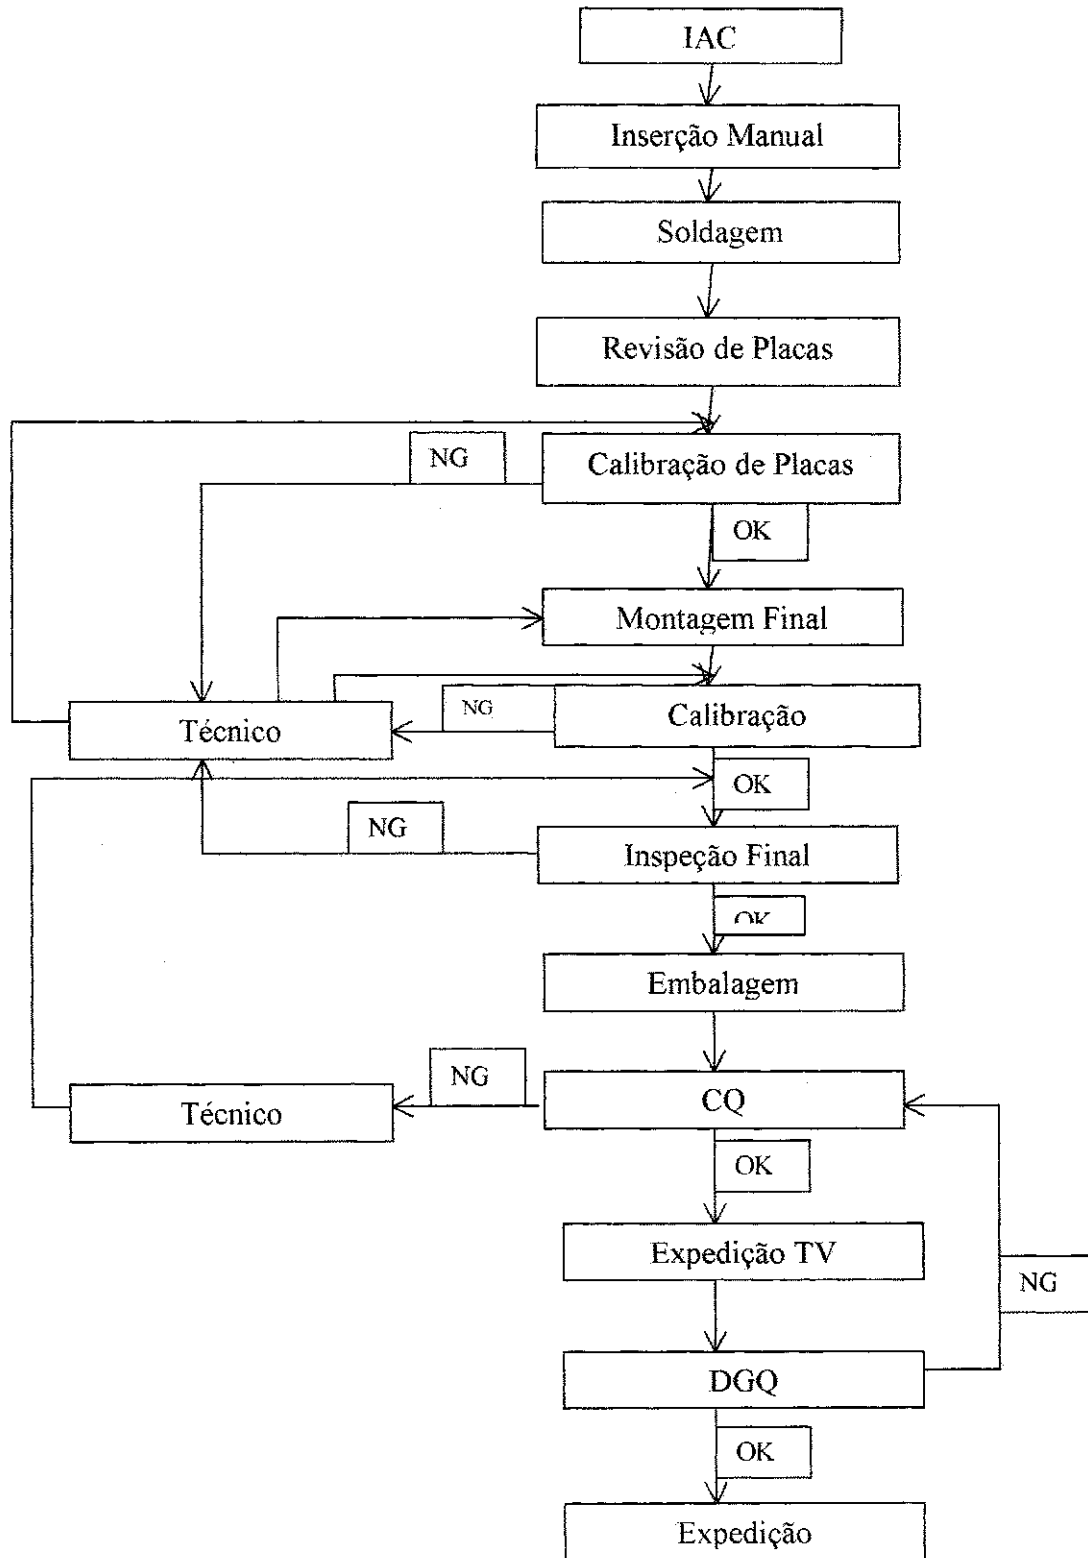 IAC
Inserção Manual
Soldagem
Revisão de Placas
NG
Calibração de Placas
OK
Montagem Final
NG
Calibração
Técnico
OK
NG
Inspeção Final
OK
Embalagem
NG
CQ
Técnico
OK
Expedição TV
NG
DGQ
OK
Expedição